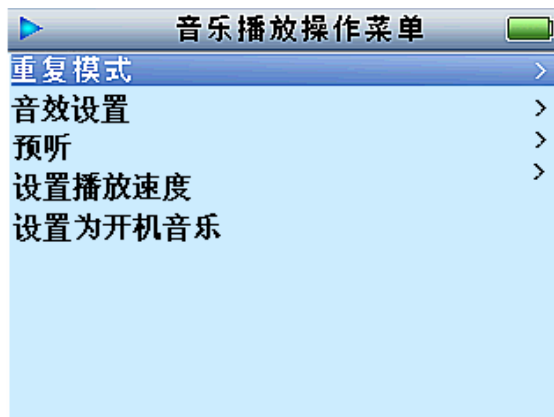 音乐播放操作菜单
重复模式
音效设置
预听
设置播放速度
设置为开机音乐